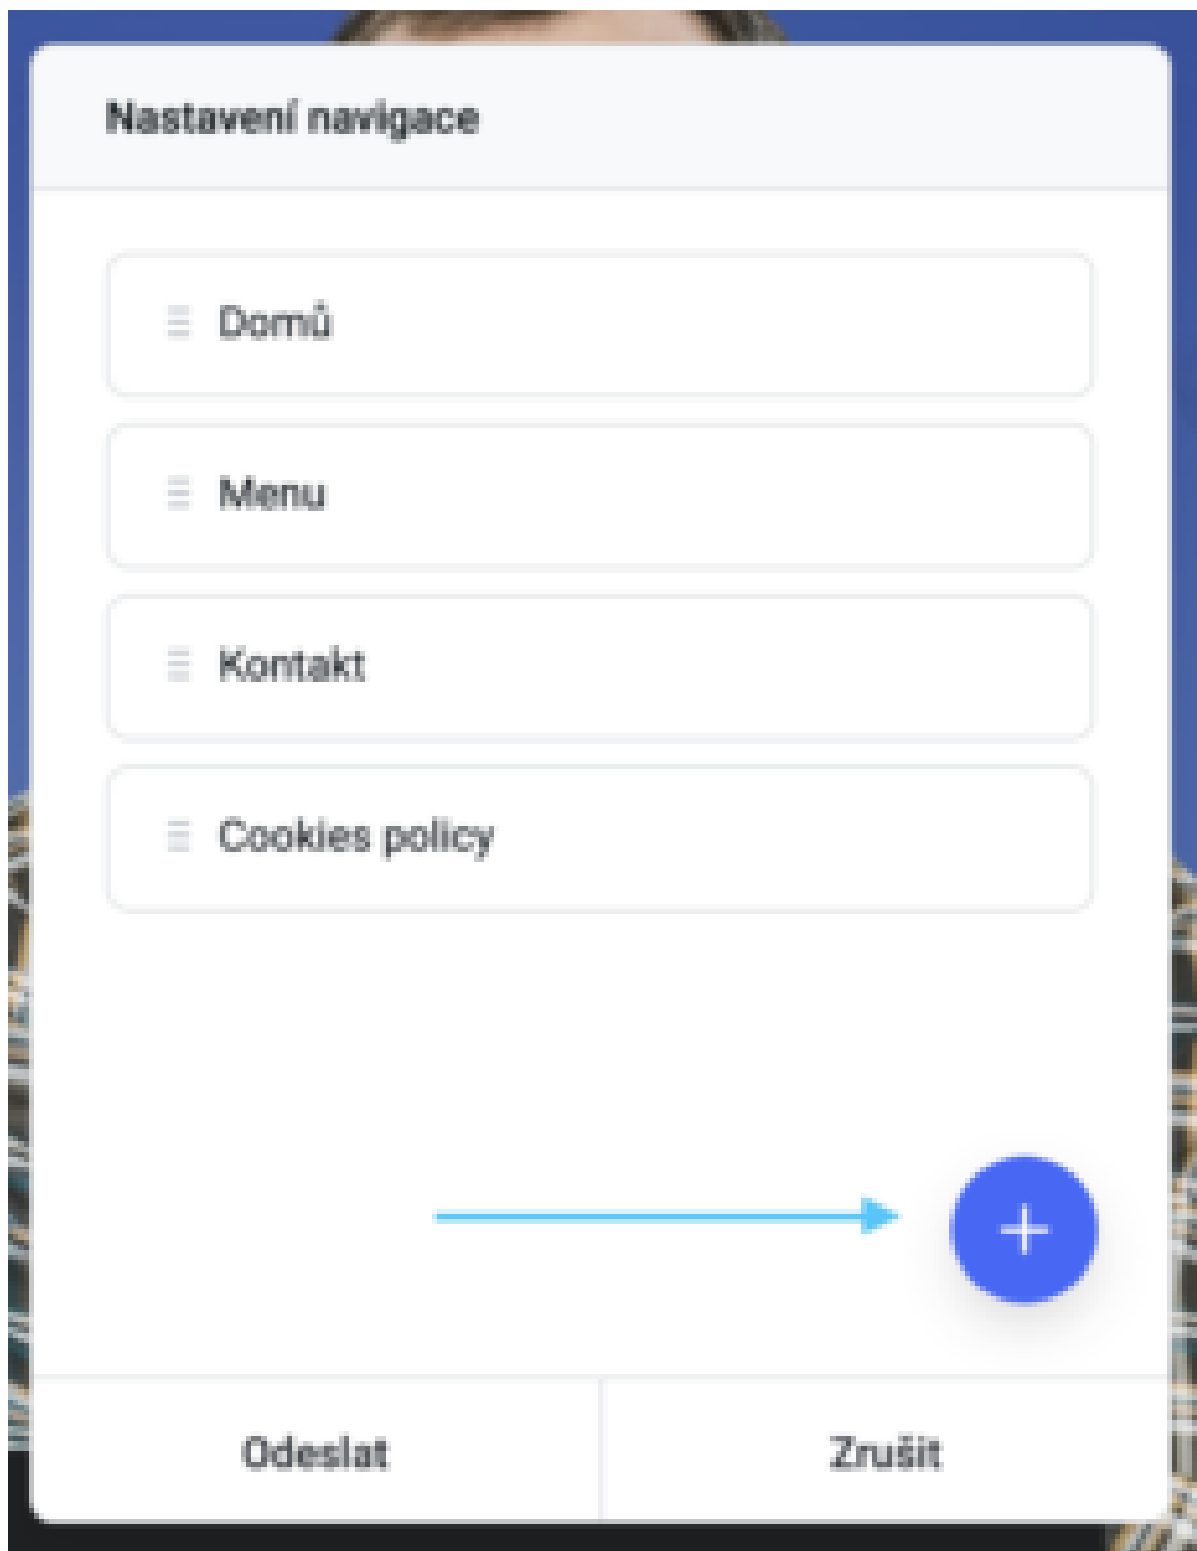 Nastavení navigace
Domů
Menu
Kontakt
Cookies policy
Odeslat
Zrušit